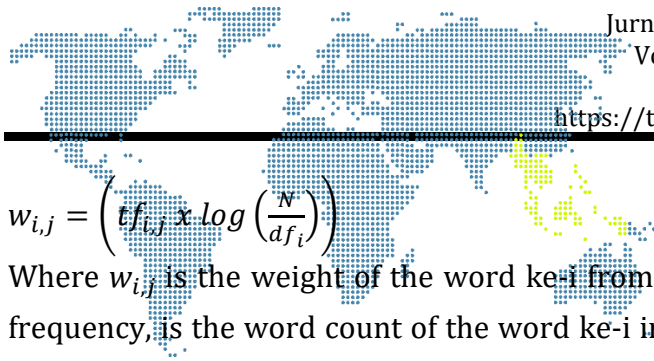 Jurn
Vo
https://t
w_{i,j} = (tf_{i,j} x log (N/df_i))
Where w_{i,j} is the weight of the word ke-i from
frequency, is the word count of the word ke-i in